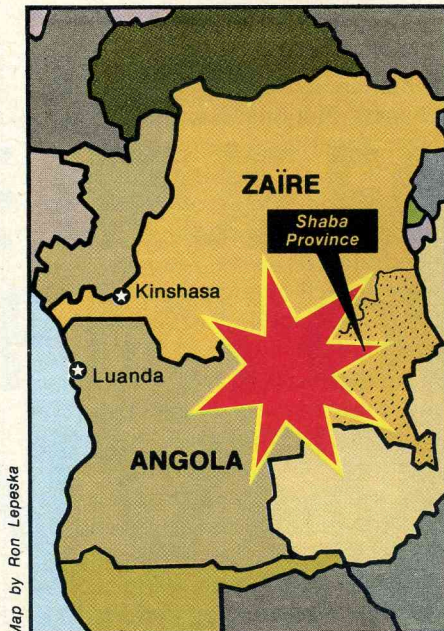 ZAÏRE
Shaba
Province
Kinshasa
Luanda
ANGOLA
Map by Ron Lepeska